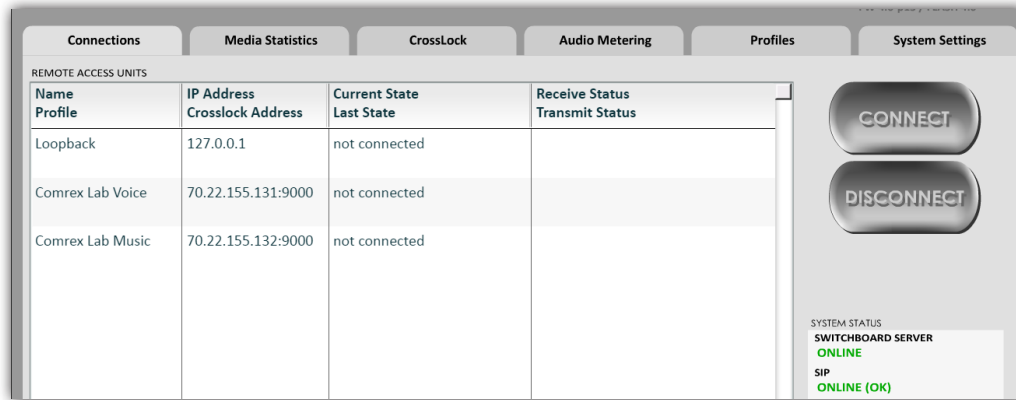 Connections Media Statistics CrossLock Audio Metering Profiles System Settings
REMOTE ACCESS UNITS
Name IP Address Current State Receive Status
Profile Crosslock Address Last State Transmit Status
Loopback 127.0.0.1 not connected
Comrex Lab Voice 70.22.155.131:9000 not connected
Comrex Lab Music 70.22.155.132:9000 not connected
CONNECT
DISCONNECT
SYSTEM STATUS
SWITCHBOARD SERVER
ONLINE
SIP
ONLINE (OK)